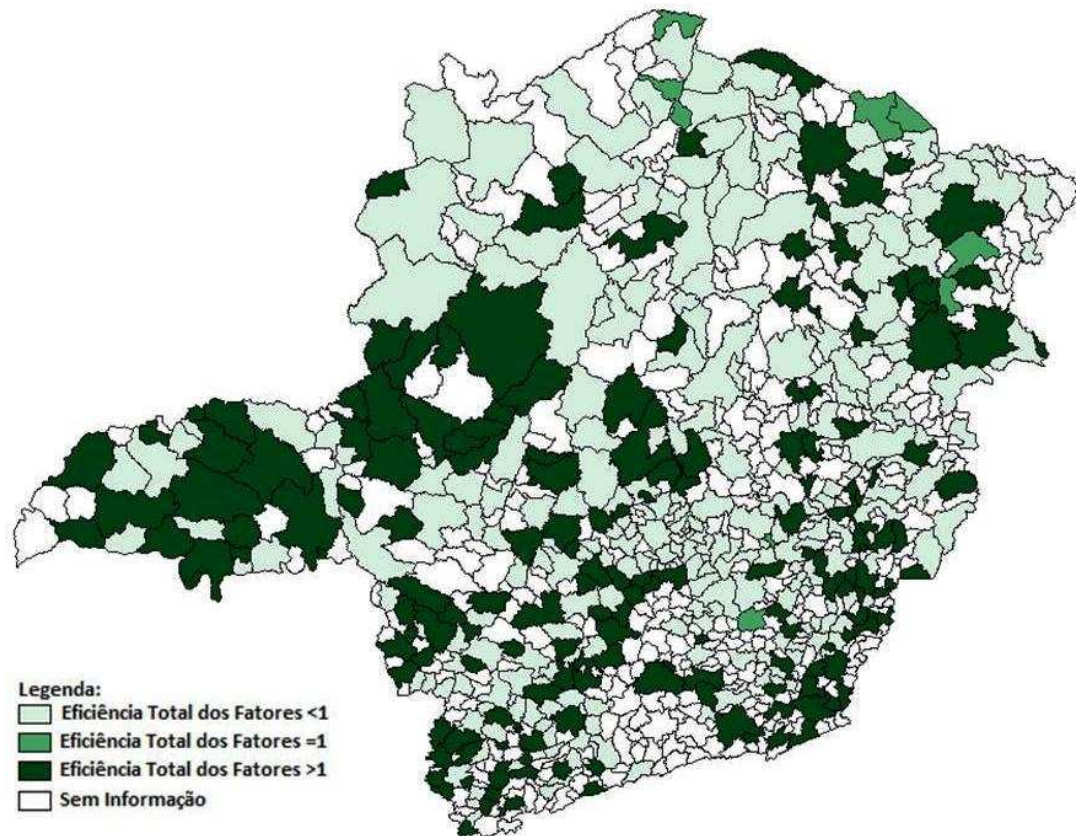 Legenda:
Eficiência Total dos Fatores <1
Eficiência Total dos Fatores =1
Eficiência Total dos Fatores >1
Sem Informação